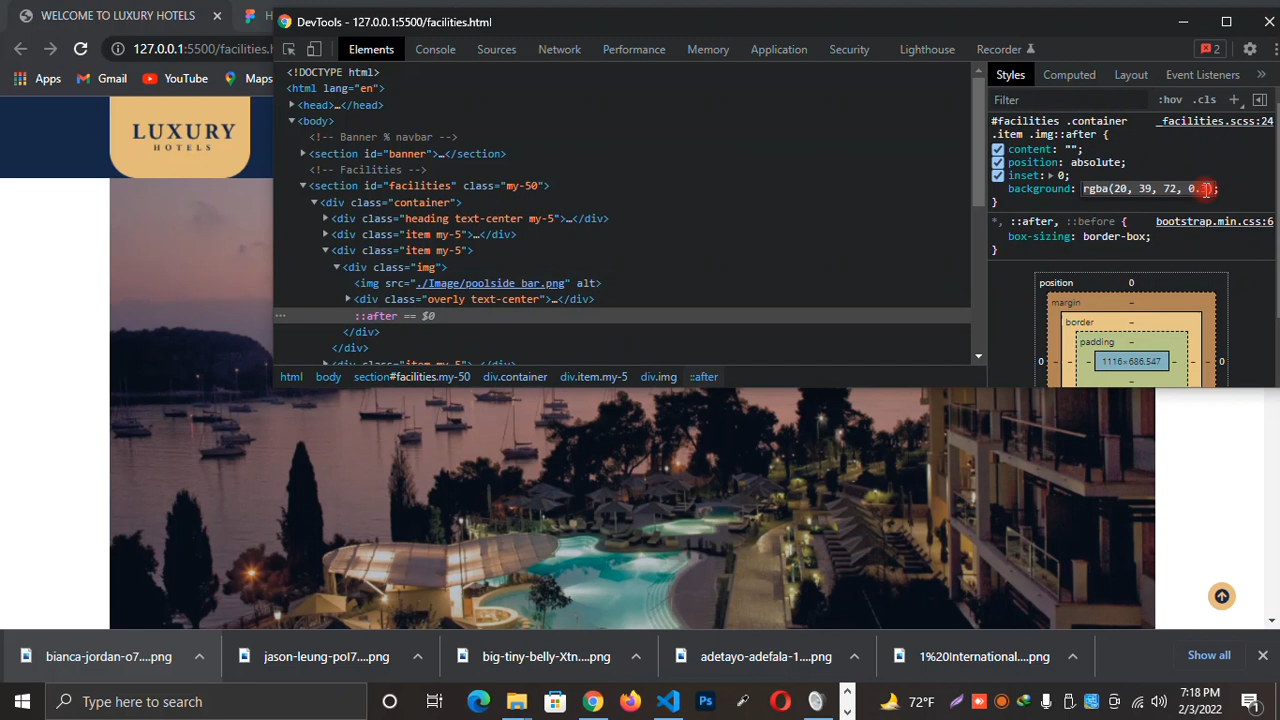 WELCOME TO LUXURY HOTELS
DevTools - 127.0.0.1:5500/facilities.html
127.0.0.1:5500/facilities.h
Elements Console Sources Network Performance Memory Application Security Lighthouse Recorder 2
Apps Gmail YouTube Maps
LUXURY
HOTELS
<!DOCTYPE html>
<html lang="en">
<head>…</head>
<body>
<!-- Banner % navbar -->
<section id="banner">…</section>
<!-- Facilities -->
<section id="facilities" class="my-50">
<div class="container">
<div class="heading text-center my-5">…</div>
<div class="item my-5">…</div>
<div class="item my-5">
<div class="img">
<img src="./Image/poolside bar.png" alt>
<div class="overly text-center">…</div>
… ::after == $0
</div>
</div>
<div class="item my-5">…</div>
html body section#facilities.my-50 div.container div.item.my-5 div.img ::after
Styles Computed Layout Event Listeners »
Filter :hov .cls +
#facilities .container _facilities.scss:24
.item .img::after {
content: "";
position: absolute;
inset: 0;
background: rgba(20, 39, 72, 0.
}
*, ::after, ::before { bootstrap.min.css:6
box-sizing: border-box;
}
position 0
margin -
border -
padding -
0 - - - 1116×686.547 - - - 0
-
bianca-jordan-o7....png jason-leung-poI7....png big-tiny-belly-Xtn....png adetayo-adefala-1....png 1%20International....png Show all
Type here to search
72°F
7:18 PM
2/3/2022
1